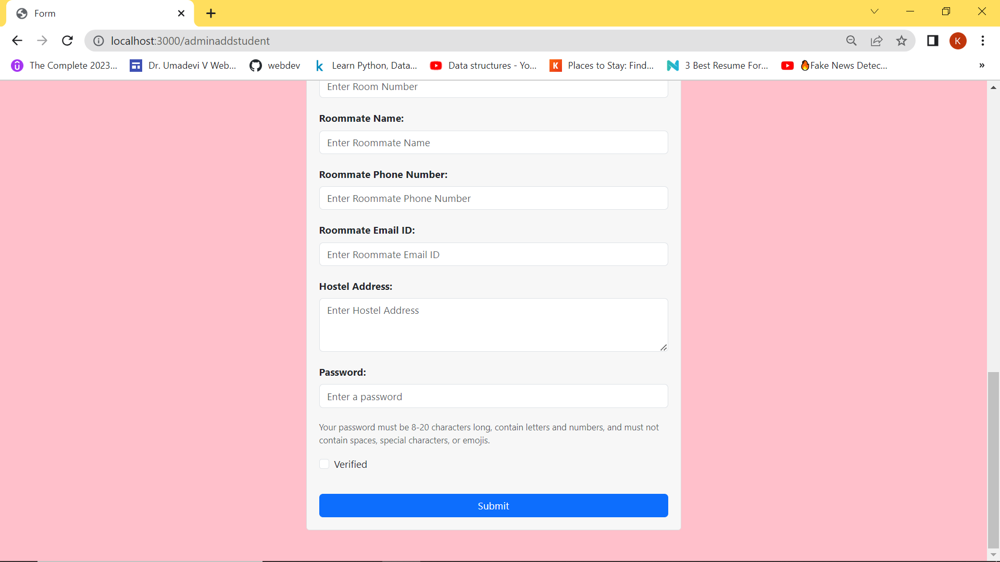 Form
localhost:3000/adminaddstudent
K
The Complete 2023...
Dr. Umadevi V Web...
webdev
Learn Python, Data...
Data structures - Yo...
Places to Stay: Find...
3 Best Resume For...
🔥Fake News Detec...
»
Enter Room Number
Roommate Name:
Enter Roommate Name
Roommate Phone Number:
Enter Roommate Phone Number
Roommate Email ID:
Enter Roommate Email ID
Hostel Address:
Enter Hostel Address
Password:
Enter a password
Your password must be 8-20 characters long, contain letters and numbers, and must not
contain spaces, special characters, or emojis.
Verified
Submit